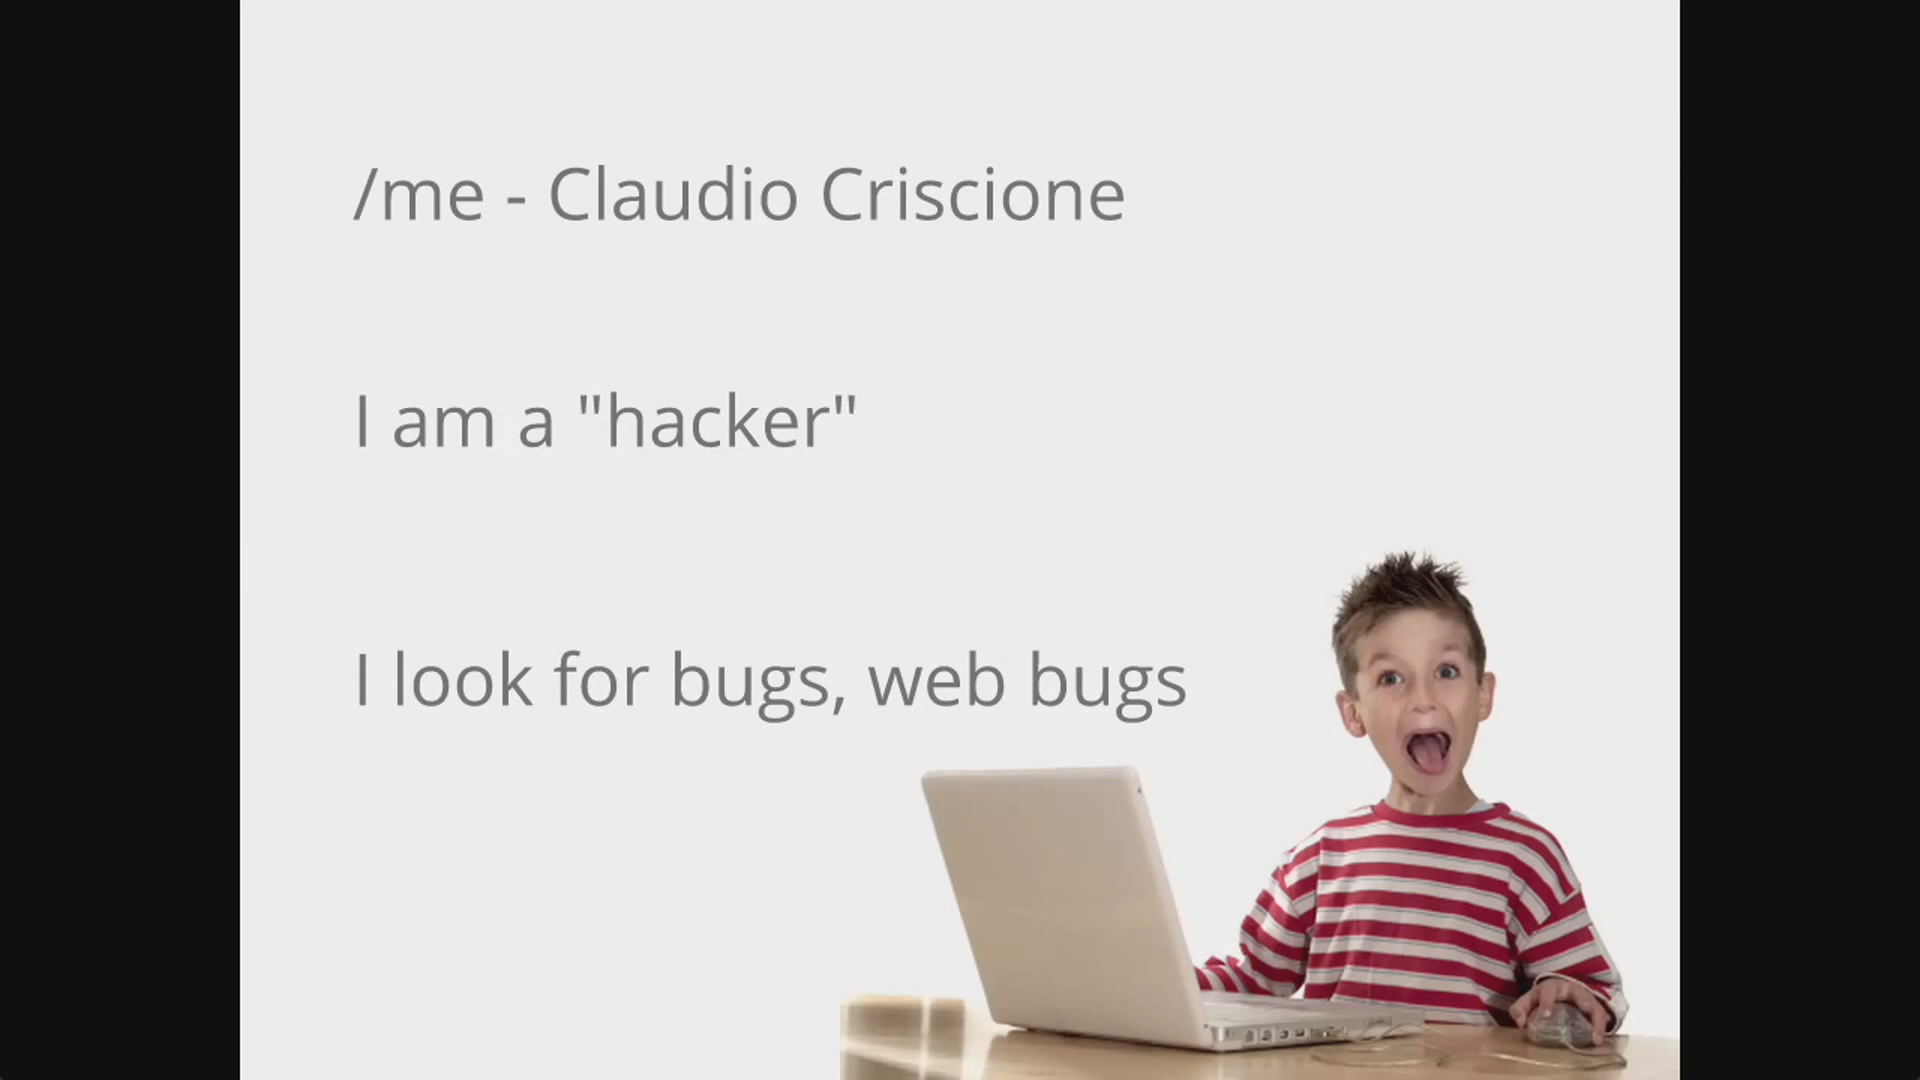 /me - Claudio Criscione
I am a "hacker"
I look for bugs, web bugs